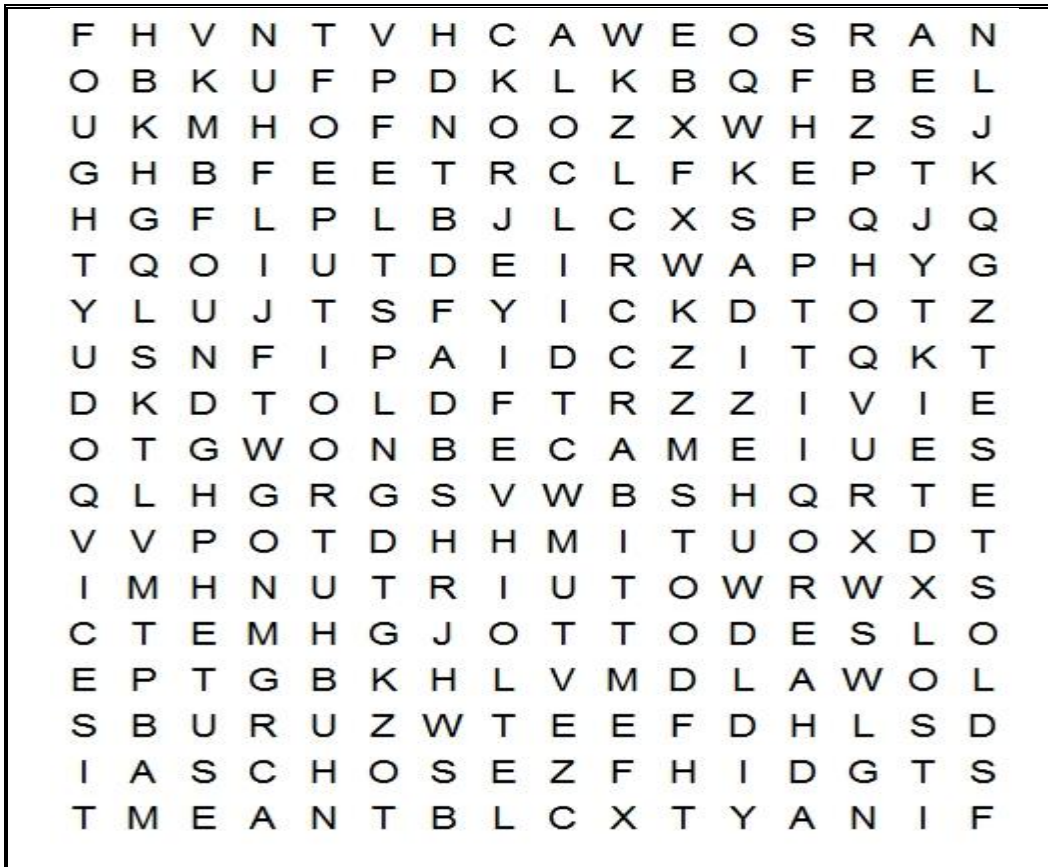 F H V N T V H C A W E O S R A N
O B K U F P D K L K B Q F B E L
U K M H O F N O O Z X W H Z S J
G H B F E E T R C L F K E P T K
H G F L P L B J L C X S P Q J Q
T Q O I U T D E I R W A P H Y G
Y L U J T S F Y I C K D T O T Z
U S N F I P A I D C Z I T Q K T
D K D T O L D F T R Z Z I V I E
O T G W O N B E C A M E I U E S
Q L H G R G S V W B S H Q R T E
V V P O T D H H M I T U O X D T
I M H N U T R I U T O W R W X S
C T E M H G J O T T O D E S L O
E P T G B K H L V M D L A W O L
S B U R U Z W T E E F D H L S D
I A S C H O S E Z F H I D G T S
T M E A N T B L C X T Y A N I F